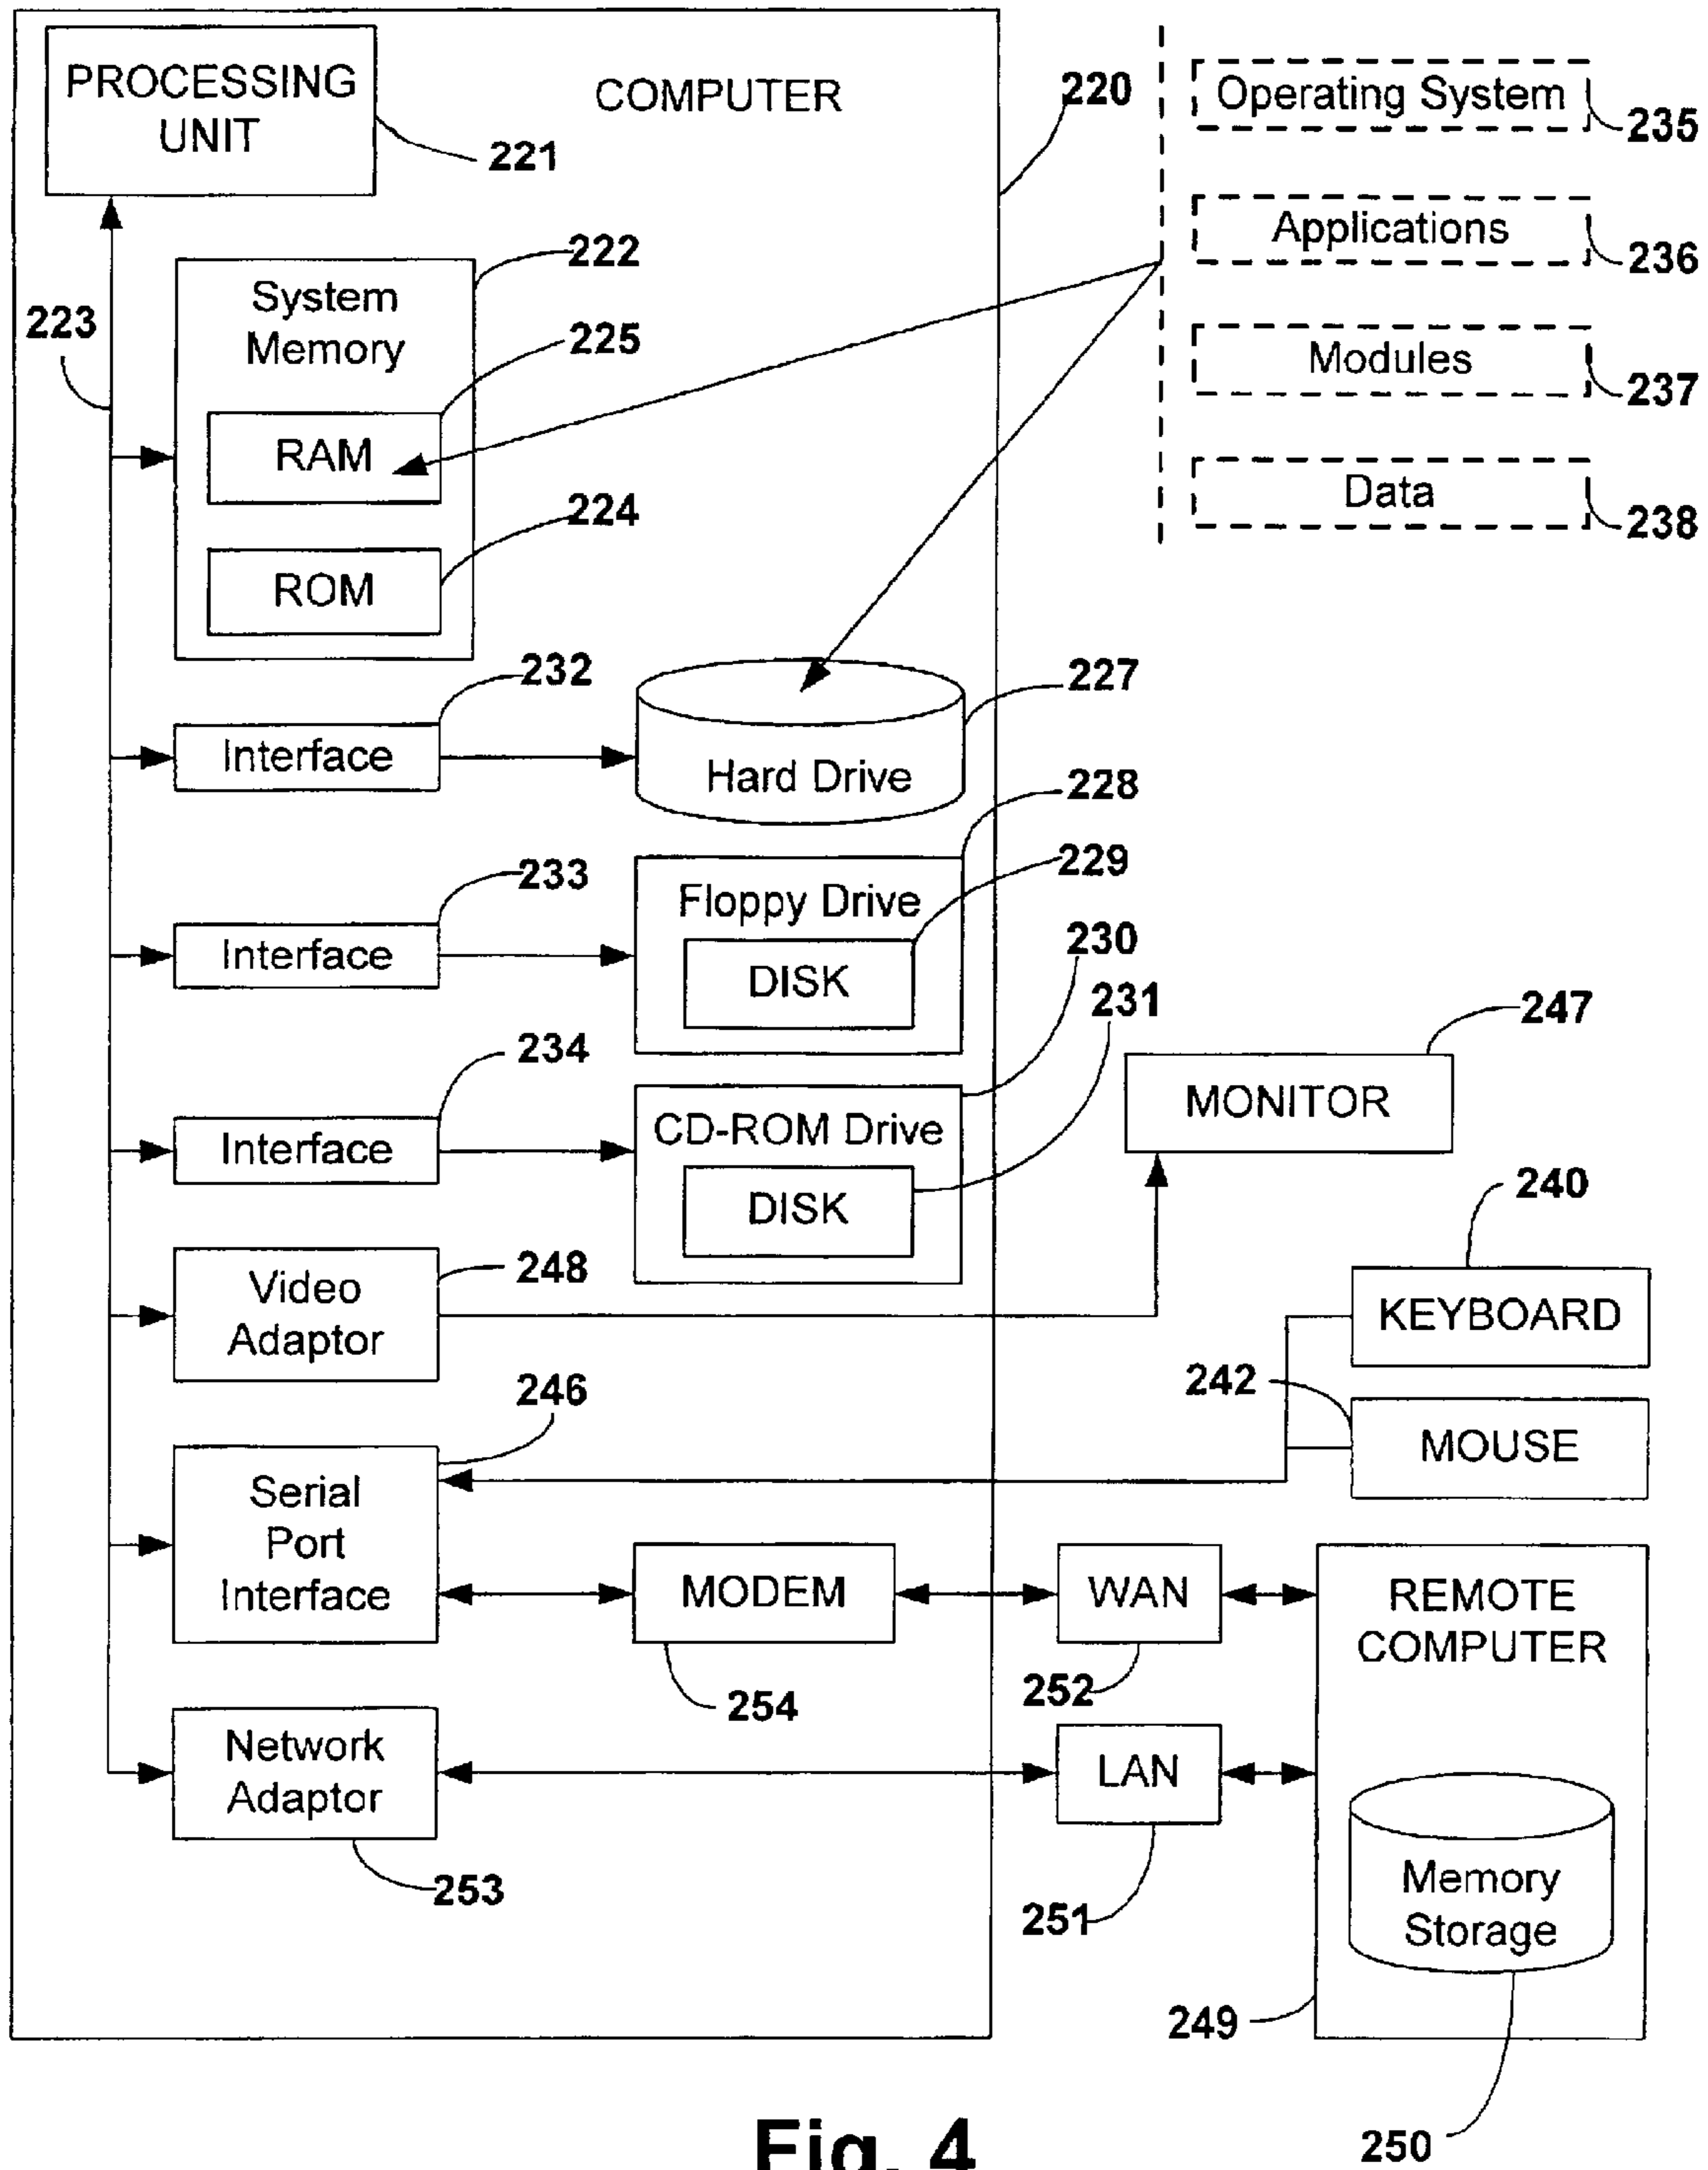 PROCESSING
UNIT
221
COMPUTER
220
Operating System
235
Applications
236
Modules
237
Data
238
223
System
Memory
222
225
RAM
224
ROM
232
Interface
Hard Drive
227
233
Interface
Floppy Drive
228
229
DISK
234
Interface
CD-ROM Drive
230
231
DISK
247
MONITOR
Video
Adaptor
248
240
KEYBOARD
242
MOUSE
246
Serial
Port
Interface
MODEM
254
WAN
252
REMOTE
COMPUTER
Network
Adaptor
253
LAN
251
Memory
Storage
249
250
Fig. 4